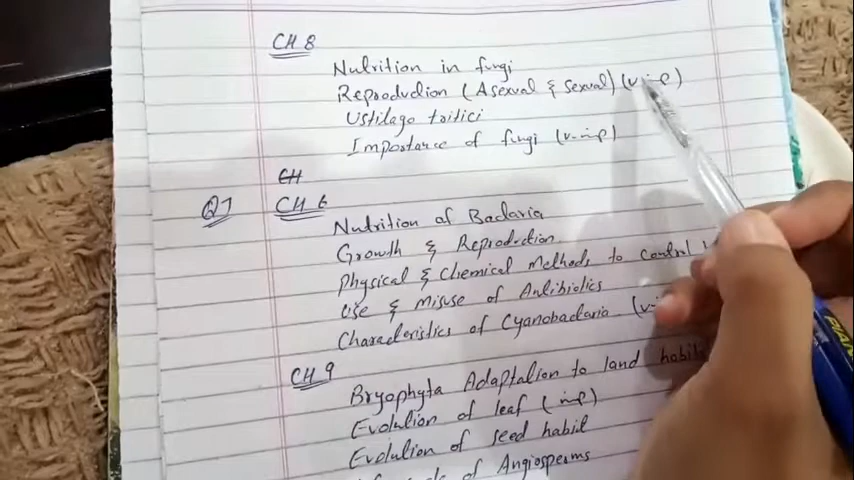 CH 8
Nutrition in fungi
Reproduction (Asexual & Sexual) (v.imp)
Ustilago tritici
Importance of fungi (v.imp)
CH
Q7 CH 6
Nutrition of Bacteria
Growth & Reproduction
Physical & Chemical Methods to Control
Use & Misuse of Antibiotics
Characteristics of Cyanobacteria
CH 9
Bryophyta Adaptation to land
Evolution of leaf (imp)
Evolution of seed habit
of Angiosperms